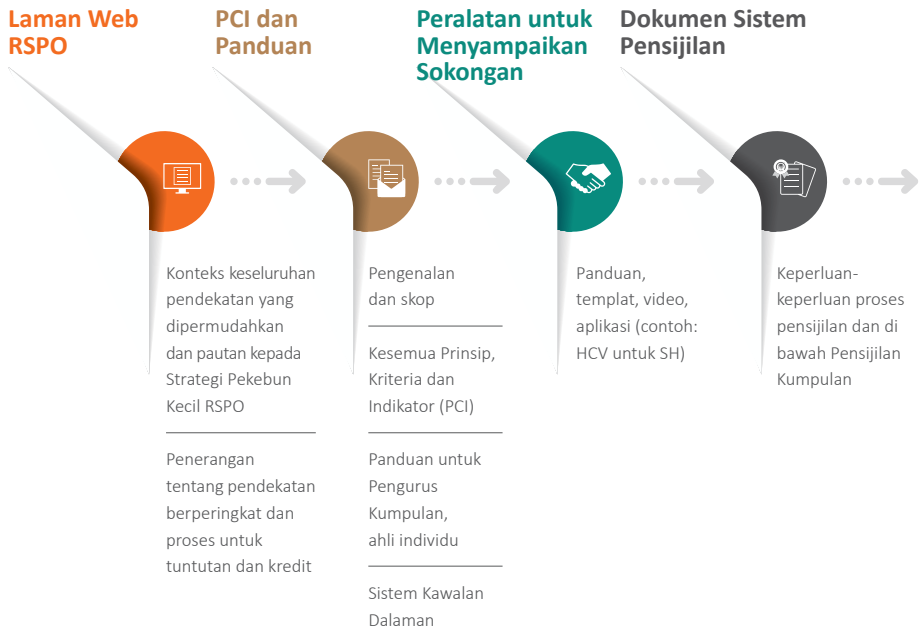 Laman Web
RSPO
Konteks keseluruhan
pendekatan yang
dipermudahkan
dan pautan kepada
Strategi Pekebun
Kecil RSPO
Penerangan
tentang pendekatan
berperingkat dan
proses untuk
tuntutan dan kredit
PCI dan
Panduan
Pengenalan
dan skop
Kesemua Prinsip,
Kriteria dan
Indikator (PCI)
Panduan untuk
Pengurus
Kumpulan,
ahli individu
Sistem Kawalan
Dalaman
Peralatan untuk
Menyampaikan
Sokongan
Panduan,
templat, video,
aplikasi (contoh:
HCV untuk SH)
Dokumen Sistem
Pensijilan
Keperluan-
keperluan proses
pensijilan dan di
bawah Pensijilan
Kumpulan